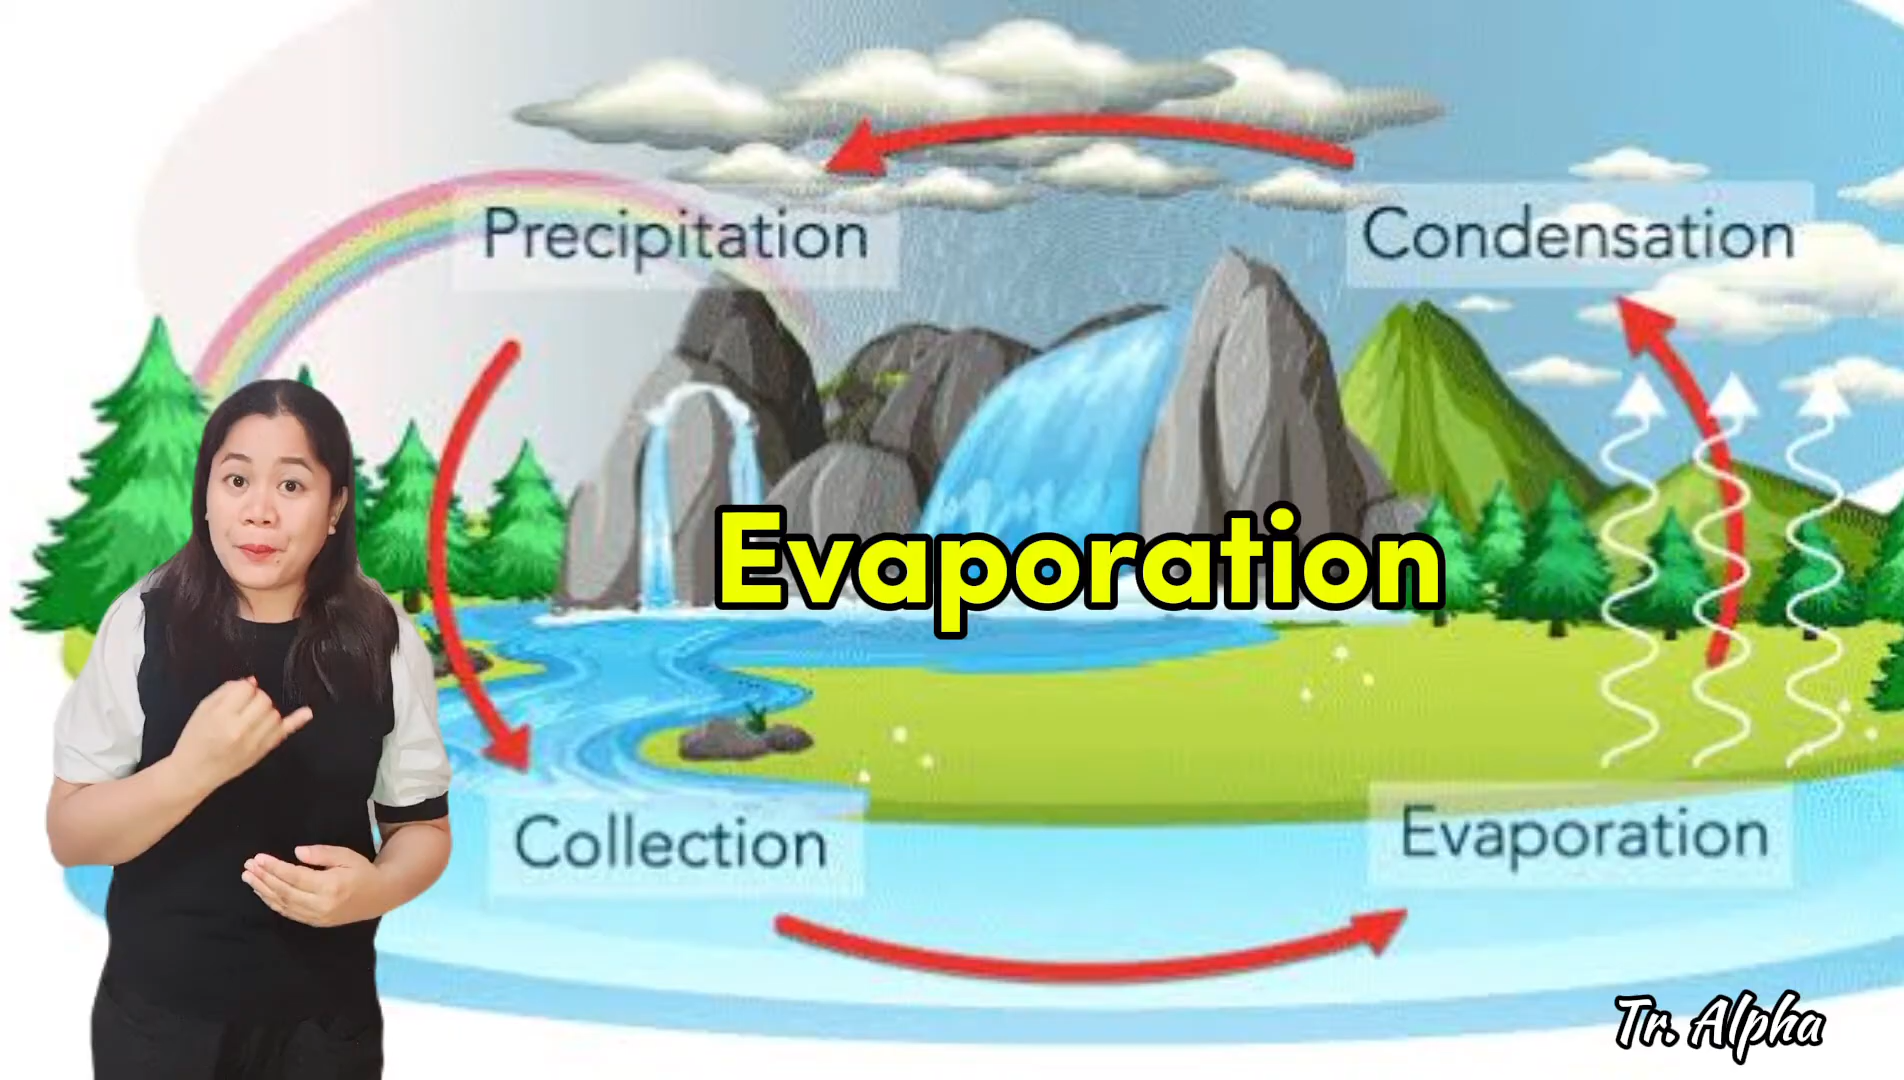 Precipitation
Condensation
Evaporation
Collection
Evaporation
Tr. Alpha